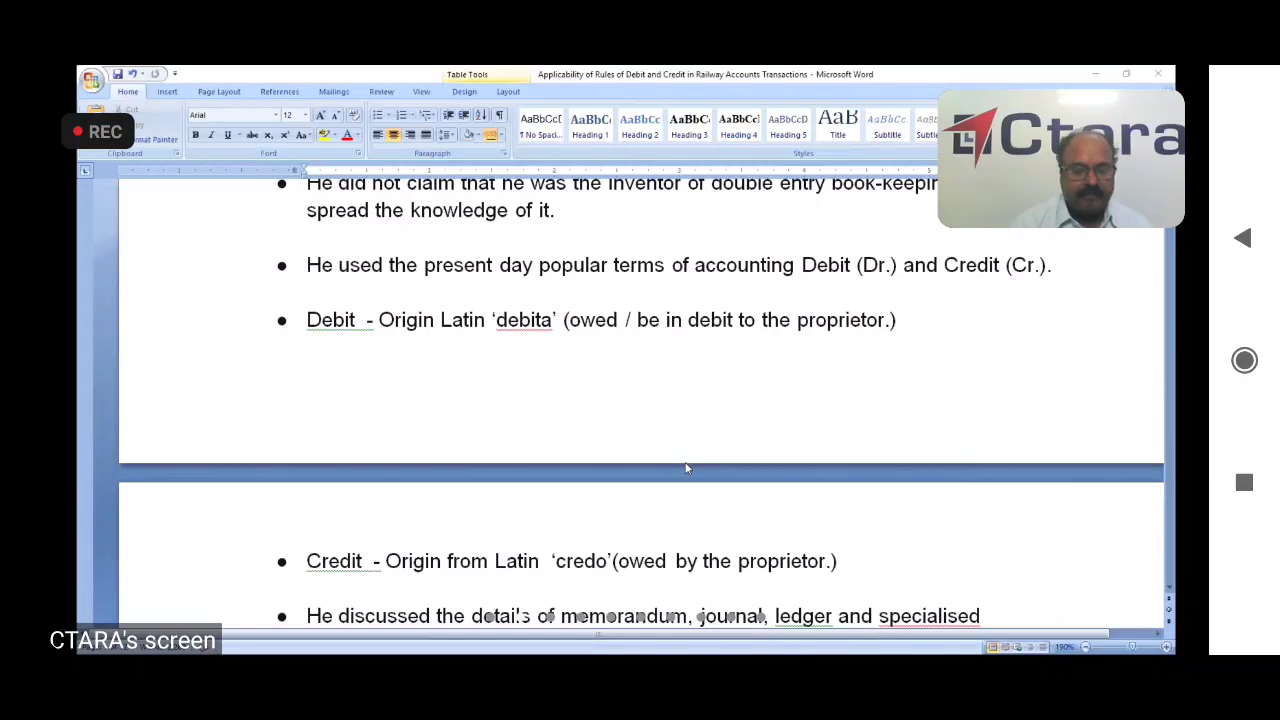 Table Tools
Applicability of Rules of Debit and Credit in Railway Accounts Transactions - Microsoft Word
Home Insert Page Layout References Mailings Review View Design Layout
Cut
Format Painter
Arial 12
AaBbCcI AaBbCc AaBbCc AaBbC AaBbCc AaBbCcD AaB AaBbCc.
¶ No Spaci... Heading 1 Heading 2 Heading 3 Heading 4 Heading 5 Title Subtitle
Clipboard Font Paragraph Styles
REC
Ctara
He did not claim that he was the inventor of double entry
spread the knowledge of it.
● He used the present day popular terms of accounting Debit (Dr.) and Credit (Cr.).
● Debit - Origin Latin ‘debita’ (owed / be in debit to the proprietor.)
● Credit - Origin from Latin ‘credo’(owed by the proprietor.)
● He discussed the details of memorandum, journal, ledger and specialised
CTARA's screen
190%